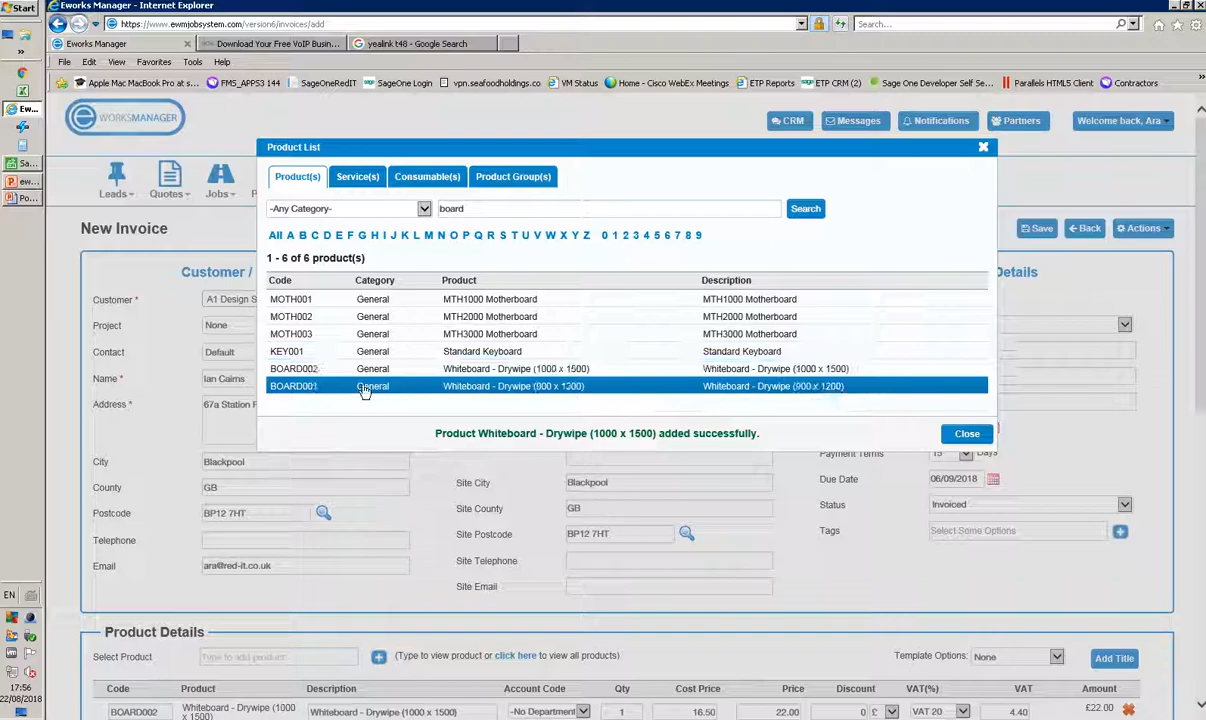 Start
Eworks Manager - Internet Explorer
https://www.ewmjobsystem.com/version6/invoices/add
Search...
Eworks Manager
Download Your Free VoIP Busin...
yealink t48 - Google Search
File Edit View Favorites Tools Help
Apple Mac MacBook Pro at s...
FMS_APPS3 144
SageOneRedIT
SageOne Login
vpn.seafoodholdings.co
VM Status
Home - Cisco WebEx Meetings
ETP Reports
ETP CRM (2)
Sage One Developer Self Se...
Parallels HTML5 Client
Contractors
Ew...
Sa...
ew...
Po...
EN
17:56
22/08/2018
EWORKSMANAGER
CRM
Messages
Notifications
Partners
Welcome back, Ara
Leads
Quotes
Jobs
P
New Invoice
Save
Back
Actions
Customer /
Details
Customer *
A1 Design S
Project
None
Contact
Default
Name *
Ian Cairns
Address *
67a Station F
City
Blackpool
County
GB
Postcode
BP12 7HT
Telephone
Email
ara@red-it.co.uk
Site City
Blackpool
Site County
GB
Site Postcode
BP12 7HT
Site Telephone
Site Email
Payment Terms
15
Days
Due Date
06/09/2018
Status
Invoiced
Tags
Select Some Options
Product List
Product(s)
Service(s)
Consumable(s)
Product Group(s)
-Any Category-
board
Search
All A B C D E F G H I J K L M N O P Q R S T U V W X Y Z 0 1 2 3 4 5 6 7 8 9
1 - 6 of 6 product(s)
Code Category Product Description
MOTH001 General MTH1000 Motherboard MTH1000 Motherboard
MOTH002 General MTH2000 Motherboard MTH2000 Motherboard
MOTH003 General MTH3000 Motherboard MTH3000 Motherboard
KEY001 General Standard Keyboard Standard Keyboard
BOARD002 General Whiteboard - Drywipe (1000 x 1500) Whiteboard - Drywipe (1000 x 1500)
BOARD001 General Whiteboard - Drywipe (900 x 1200) Whiteboard - Drywipe (900 x 1200)
Product Whiteboard - Drywipe (1000 x 1500) added successfully.
Close
Product Details
Select Product
Type to add product
(Type to view product or click here to view all products)
Template Options:
None
Add Title
Code Product Description Account Code Qty Cost Price Price Discount VAT(%) VAT Amount
BOARD002 Whiteboard - Drywipe (1000 x 1500) Whiteboard - Drywipe (1000 x 1500) -No Department 1 16.50 22.00 0 £ VAT 20 4.40 £22.00